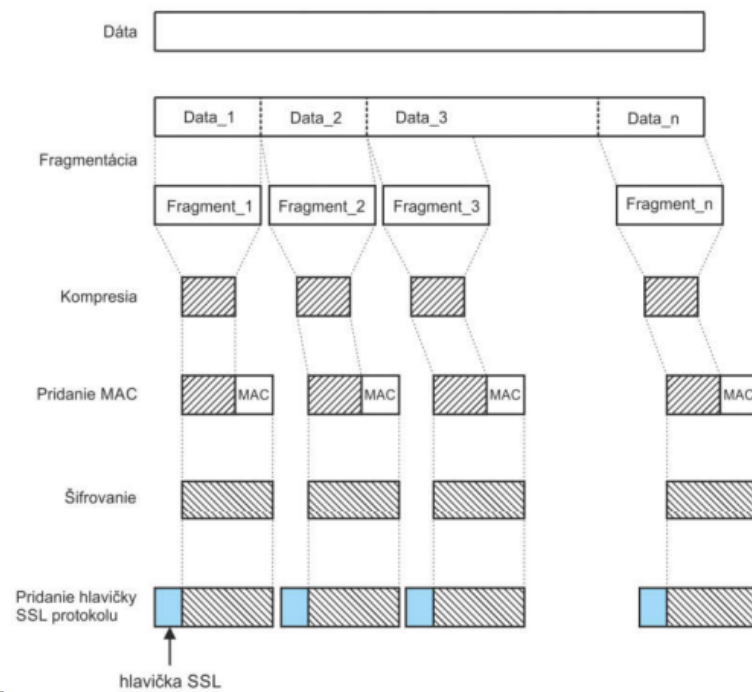 Dáta
Data_1 Data_2 Data_3 Data_n
Fragmentácia
Fragment_1 Fragment_2 Fragment_3 Fragment_n
Kompresia
Pridanie MAC MAC MAC MAC MAC
Šifrovanie
Pridanie hlavičky
SSL protokolu
hlavička SSL